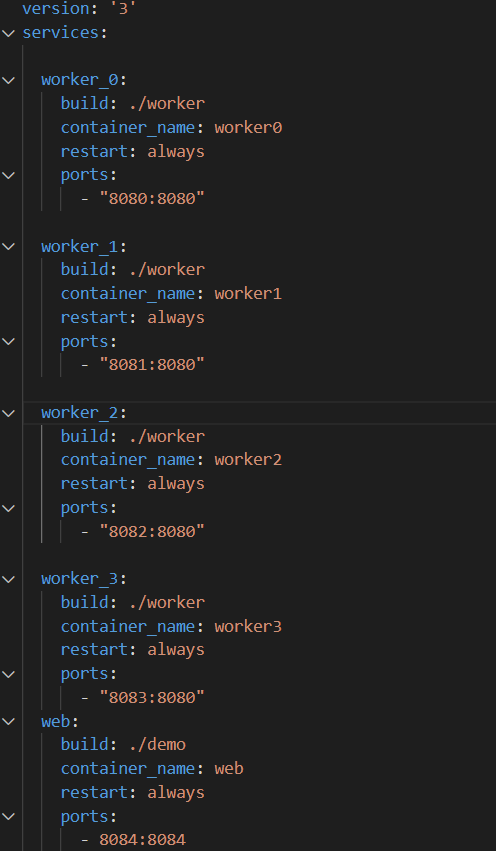 version: '3'
services:
worker_0:
build: ./worker
container_name: worker0
restart: always
ports:
- "8080:8080"
worker_1:
build: ./worker
container_name: worker1
restart: always
ports:
- "8081:8080"
worker_2:
build: ./worker
container_name: worker2
restart: always
ports:
- "8082:8080"
worker_3:
build: ./worker
container_name: worker3
restart: always
ports:
- "8083:8080"
web:
build: ./demo
container_name: web
restart: always
ports:
- 8084:8084